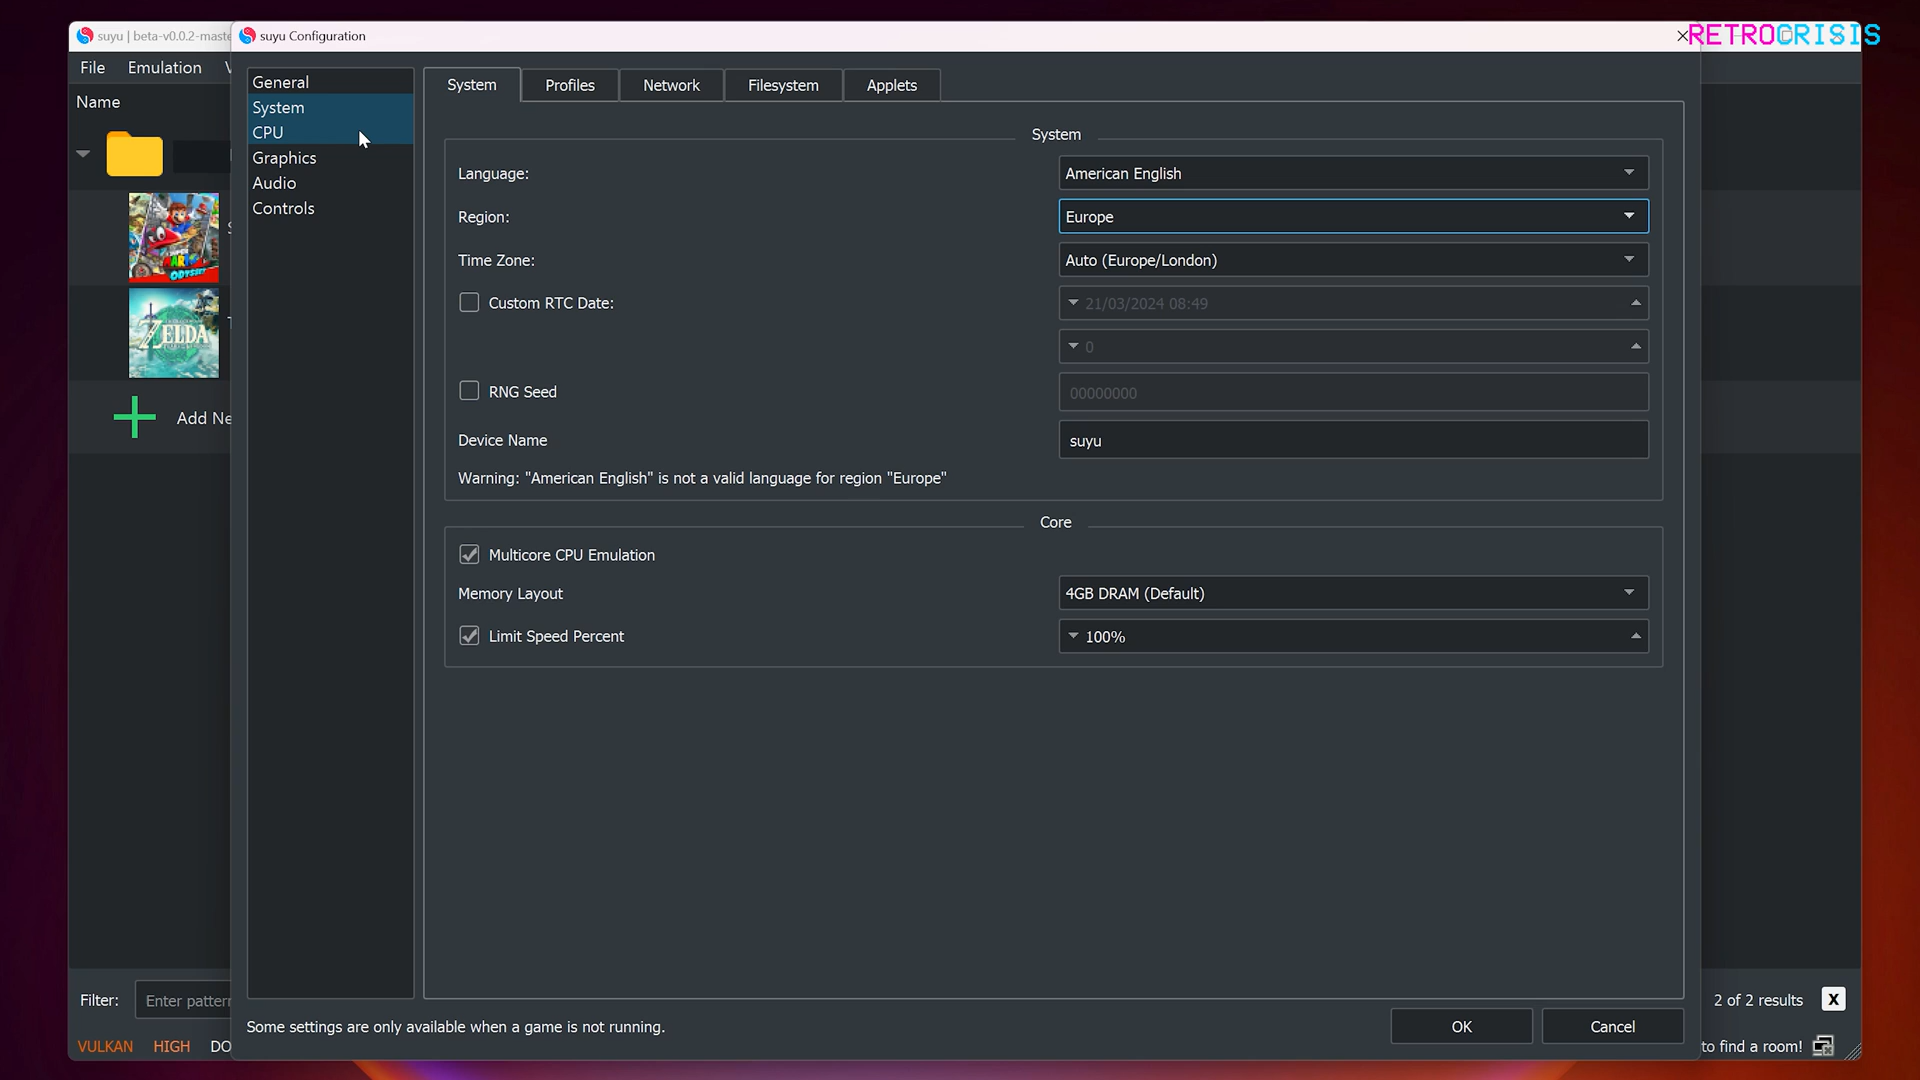 suyu | beta-v0.0.2-maste
suyu Configuration
RETROCRISIS
File Emulation
Name
General
System
CPU
Graphics
Audio
Controls
System Profiles Network Filesystem Applets
System
Language: American English
Region: Europe
Time Zone: Auto (Europe/London)
Custom RTC Date: 21/03/2024 08:49
0
RNG Seed 00000000
Device Name suyu
Warning: "American English" is not a valid language for region "Europe"
Core
Multicore CPU Emulation
Memory Layout 4GB DRAM (Default)
Limit Speed Percent 100%
SUPER
MARIO
ODYSSEY
ZELDA
Add Ne
Filter: Enter pattern
2 of 2 results X
Some settings are only available when a game is not running.
OK Cancel
VULKAN HIGH DO
to find a room!